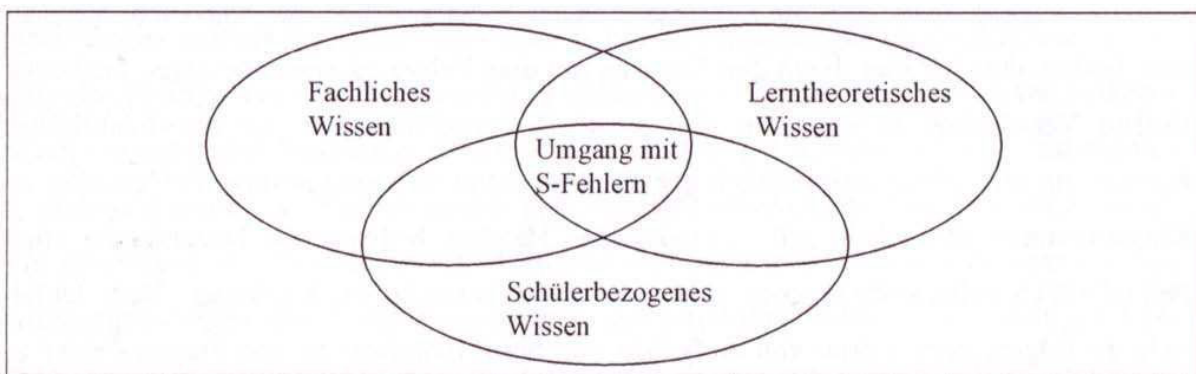 Fachliches
Wissen
Lerntheoretisches
Wissen
Umgang mit
S-Fehlern
Schülerbezogenes
Wissen